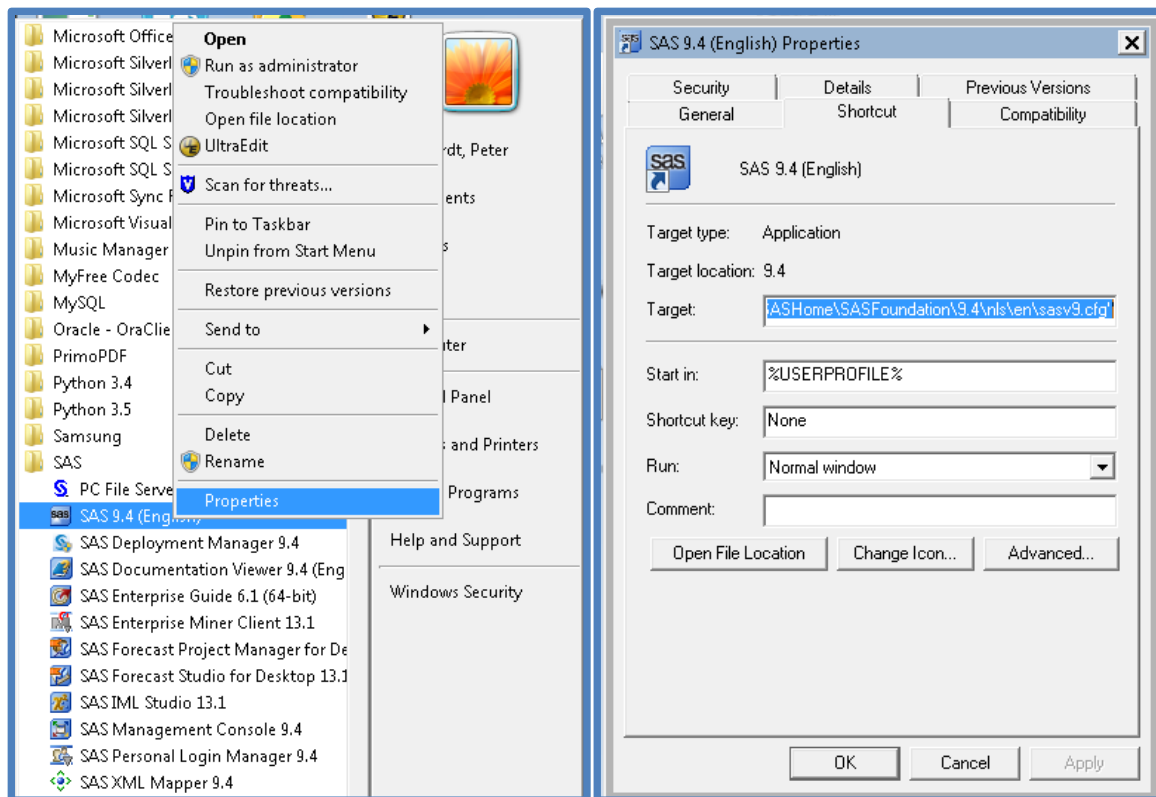 Microsoft Office
Microsoft Silverl
Microsoft Silverl
Microsoft Silverl
Microsoft SQL S
Microsoft SQL S
Microsoft Sync F
Microsoft Visual
Music Manager
MyFree Codec
MySQL
Oracle - OraClie
PrimoPDF
Python 3.4
Python 3.5
Samsung
SAS
PC File Serve
SAS 9.4 (English)
SAS Deployment Manager 9.4
SAS Documentation Viewer 9.4 (Eng
SAS Enterprise Guide 6.1 (64-bit)
SAS Enterprise Miner Client 13.1
SAS Forecast Project Manager for De
SAS Forecast Studio for Desktop 13.1
SAS IML Studio 13.1
SAS Management Console 9.4
SAS Personal Login Manager 9.4
SAS XML Mapper 9.4
Open
Run as administrator
Troubleshoot compatibility
Open file location
UltraEdit
Scan for threats...
Pin to Taskbar
Unpin from Start Menu
Restore previous versions
Send to
Cut
Copy
Delete
Rename
Properties
rdt, Peter
ents
s
uter
l Panel
s and Printers
Programs
Help and Support
Windows Security
SAS 9.4 (English) Properties
Security Details Previous Versions
General Shortcut Compatibility
sas
SAS 9.4 (English)
Target type: Application
Target location: 9.4
Target: ASHome\SASFoundation\9.4\nls\en\sasv9.cfg"
Start in: %USERPROFILE%
Shortcut key: None
Run: Normal window
Comment:
Open File Location Change Icon... Advanced...
OK Cancel Apply